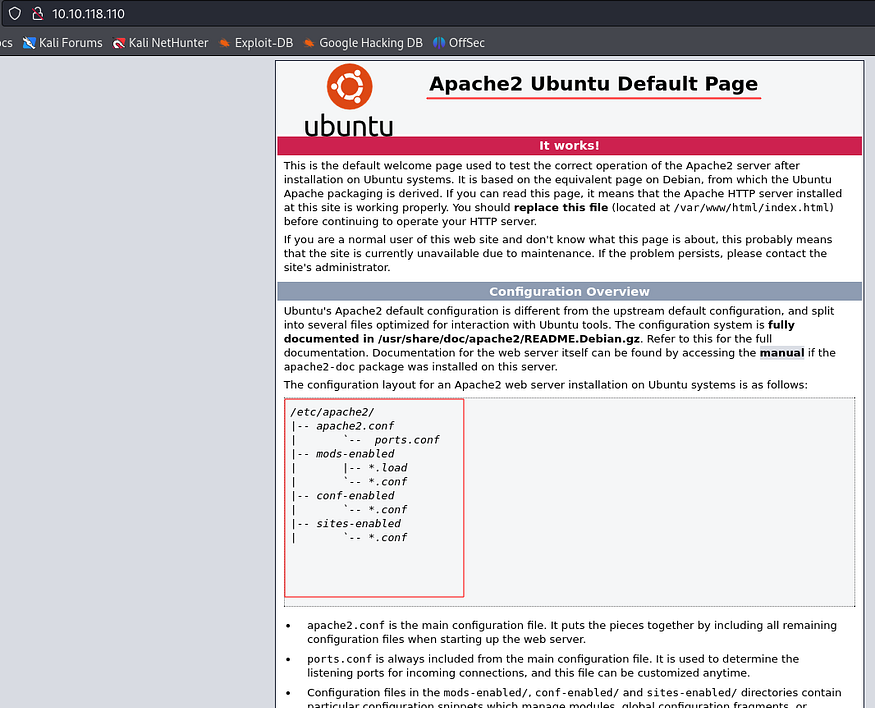 10.10.118.110
ocs Kali Forums Kali NetHunter Exploit-DB Google Hacking DB OffSec
ubuntu
Apache2 Ubuntu Default Page
It works!
This is the default welcome page used to test the correct operation of the Apache2 server after
installation on Ubuntu systems. It is based on the equivalent page on Debian, from which the Ubuntu
Apache packaging is derived. If you can read this page, it means that the Apache HTTP server installed
at this site is working properly. You should replace this file (located at /var/www/html/index.html)
before continuing to operate your HTTP server.
If you are a normal user of this web site and don't know what this page is about, this probably means
that the site is currently unavailable due to maintenance. If the problem persists, please contact the
site's administrator.
Configuration Overview
Ubuntu's Apache2 default configuration is different from the upstream default configuration, and split
into several files optimized for interaction with Ubuntu tools. The configuration system is fully
documented in /usr/share/doc/apache2/README.Debian.gz. Refer to this for the full
documentation. Documentation for the web server itself can be found by accessing the manual if the
apache2-doc package was installed on this server.
The configuration layout for an Apache2 web server installation on Ubuntu systems is as follows:
/etc/apache2/
|-- apache2.conf
|       `--  ports.conf
|-- mods-enabled
|       |-- *.load
|       `-- *.conf
|-- conf-enabled
|       `-- *.conf
|-- sites-enabled
|       `-- *.conf
• apache2.conf is the main configuration file. It puts the pieces together by including all remaining
configuration files when starting up the web server.
• ports.conf is always included from the main configuration file. It is used to determine the
listening ports for incoming connections, and this file can be customized anytime.
• Configuration files in the mods-enabled/, conf-enabled/ and sites-enabled/ directories contain
particular configuration snippets which manage modules, global configuration fragments, or